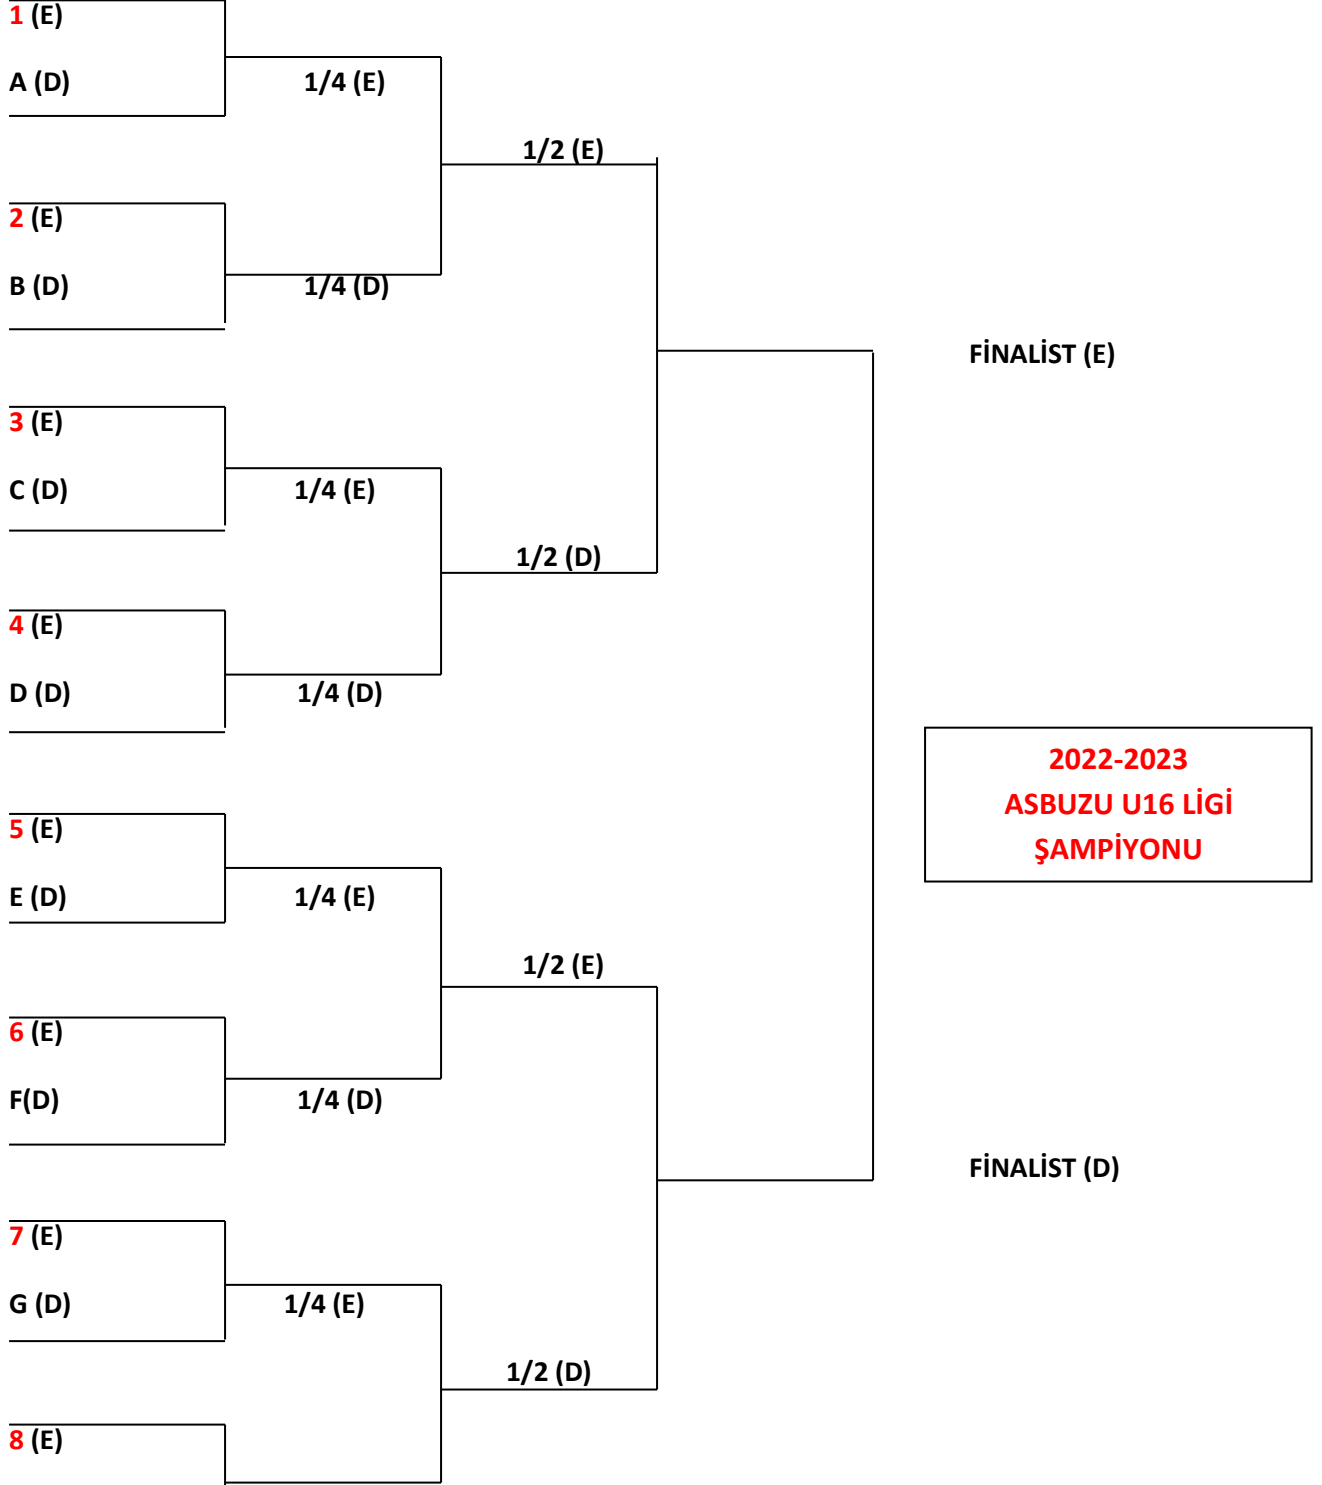 1 (E)
A (D)
1/4 (E)
1/2 (E)
2 (E)
B (D)
1/4 (D)
FİNALİST (E)
3 (E)
C (D)
1/4 (E)
1/2 (D)
4 (E)
D (D)
1/4 (D)
2022-2023
ASBUZU U16 LİGİ
ŞAMPİYONU
5 (E)
E (D)
1/4 (E)
1/2 (E)
6 (E)
F(D)
1/4 (D)
FİNALİST (D)
7 (E)
G (D)
1/4 (E)
1/2 (D)
8 (E)